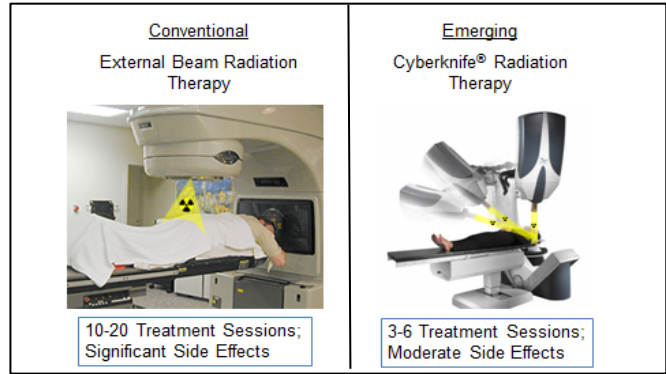 Conventional
External Beam Radiation
Therapy
10-20 Treatment Sessions;
Significant Side Effects
Emerging
Cyberknife® Radiation
Therapy
3-6 Treatment Sessions;
Moderate Side Effects